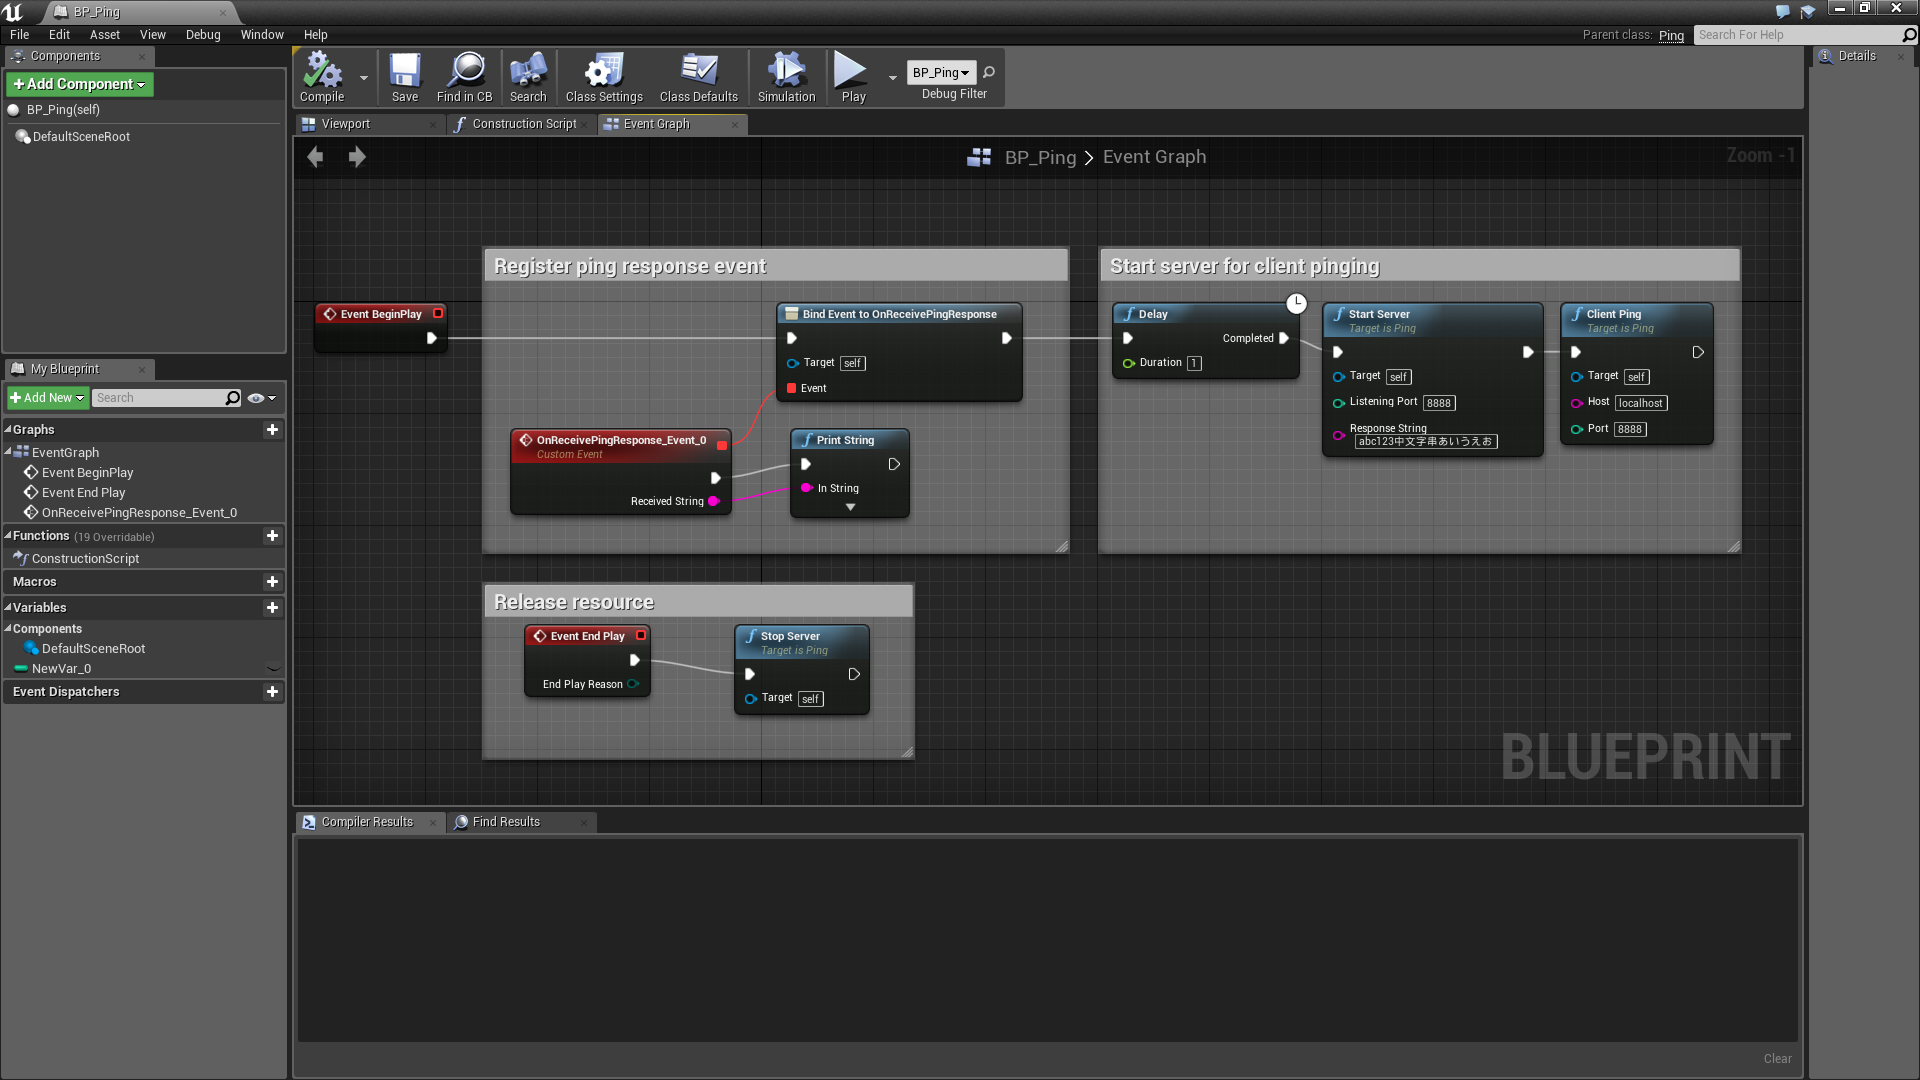 BP_Ping
File Edit Asset View Debug Window Help
Parent class: Ping
Search For Help
Components
Add Component
BP_Ping(self)
DefaultSceneRoot
Compile
Save
Find in CB
Search
Class Settings
Class Defaults
Simulation
Play
BP_Ping
Debug Filter
Details
Viewport
Construction Script
Event Graph
BP_Ping > Event Graph
Zoom -1
My Blueprint
Add New
Search
Graphs
EventGraph
Event BeginPlay
Event End Play
OnReceivePingResponse_Event_0
Functions (19 Overridable)
ConstructionScript
Macros
Variables
Components
DefaultSceneRoot
NewVar_0
Event Dispatchers
Event BeginPlay
Register ping response event
Bind Event to OnReceivePingResponse
Target self
Event
OnReceivePingResponse_Event_0
Custom Event
Received String
Print String
In String
Start server for client pinging
Delay
Completed
Duration 1
Start Server
Target is Ping
Target self
Listening Port 8888
Response String
abc123中文字串あいうえお
Client Ping
Target is Ping
Target self
Host localhost
Port 8888
Release resource
Event End Play
End Play Reason
Stop Server
Target is Ping
Target self
BLUEPRINT
Compiler Results
Find Results
Clear